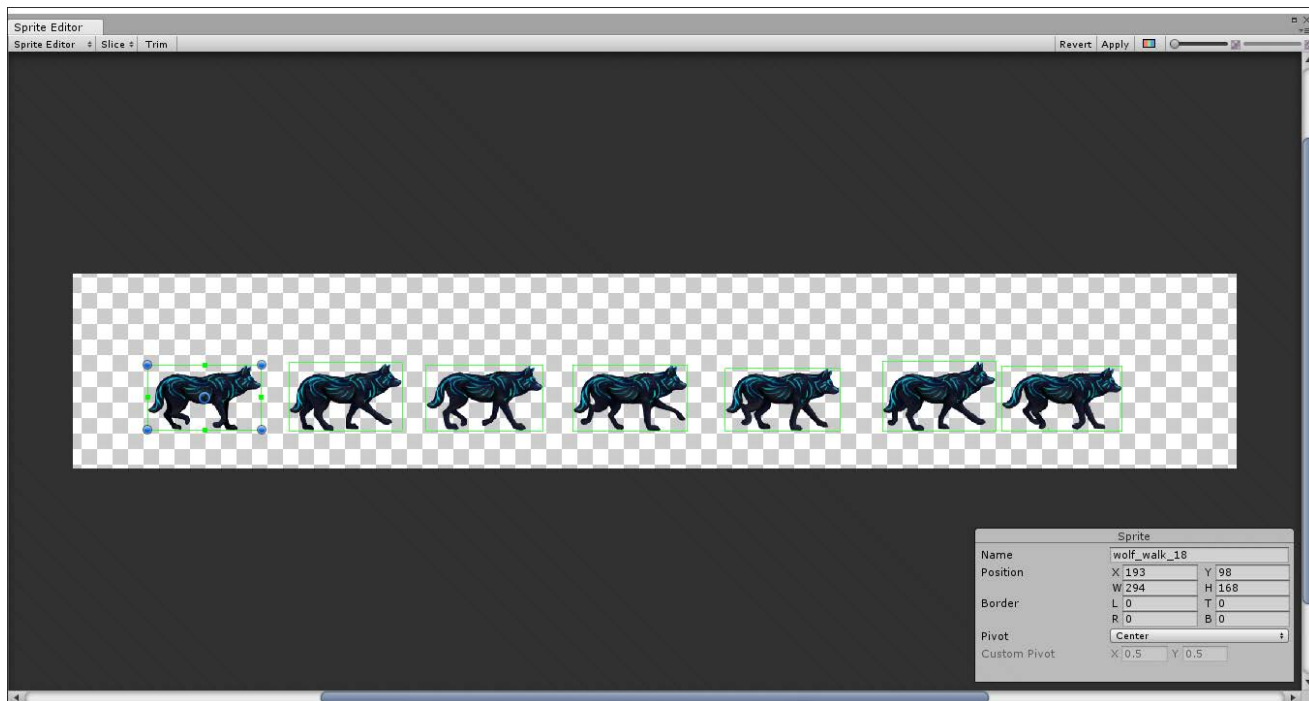 Sprite Editor
Sprite Editor Slice Trim Revert Apply
Sprite
Name wolf_walk_18
Position X 193 Y 98
W 294 H 168
Border L 0 T 0
R 0 B 0
Pivot Center
Custom Pivot X 0.5 Y 0.5